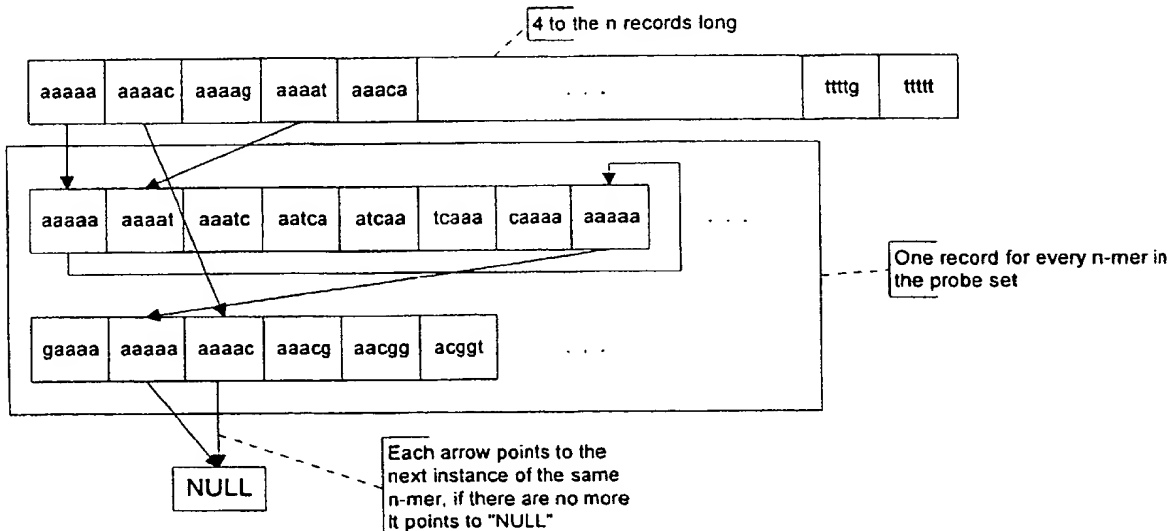 4 to the n records long
aaaaa aaaac aaaag aaaat aaaca . . . ttttg ttttt
aaaaa aaaat aaatc aatca atcaa tcaaa caaaa aaaaa . . .
One record for every n-mer in
the probe set
gaaaa aaaaa aaaac aaacg aacgg acggt . . .
Each arrow points to the
next instance of the same
n-mer, if there are no more
It points to "NULL"
NULL